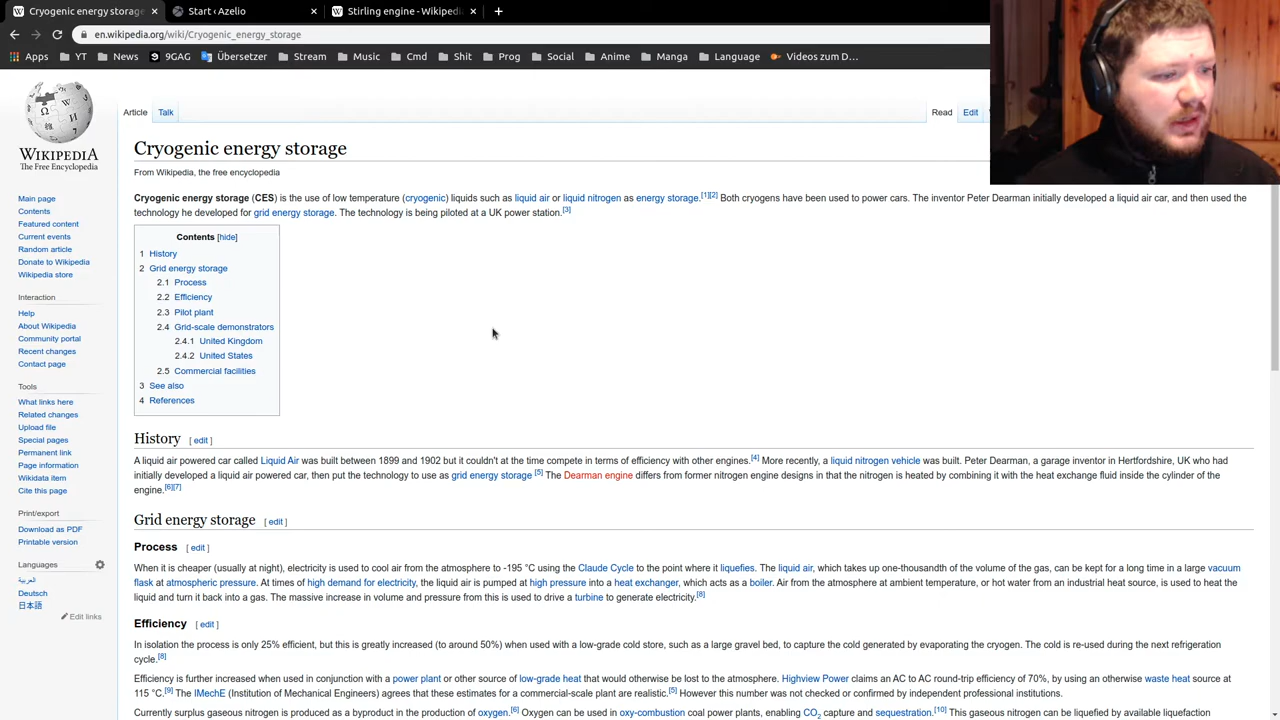 Cryogenic energy storage
Start ‹ Azelio
Stirling engine - Wikipedi
en.wikipedia.org/wiki/Cryogenic_energy_storage
Apps YT News 9GAG Übersetzer Stream Music Cmd Shit Prog Social Anime Manga Language Videos zum D…
WIKIPEDIA
The Free Encyclopedia
Main page
Contents
Featured content
Current events
Random article
Donate to Wikipedia
Wikipedia store
Interaction
Help
About Wikipedia
Community portal
Recent changes
Contact page
Tools
What links here
Related changes
Upload file
Special pages
Permanent link
Page information
Wikidata item
Cite this page
Print/export
Download as PDF
Printable version
Languages
العربية
Deutsch
日本語
Edit links
Article Talk
Read Edit
Cryogenic energy storage
From Wikipedia, the free encyclopedia
Cryogenic energy storage (CES) is the use of low temperature (cryogenic) liquids such as liquid air or liquid nitrogen as energy storage.[1][2] Both cryogens have been used to power cars. The inventor Peter Dearman initially developed a liquid air car, and then used the
technology he developed for grid energy storage. The technology is being piloted at a UK power station.[3]
Contents [hide]
1 History
2 Grid energy storage
2.1 Process
2.2 Efficiency
2.3 Pilot plant
2.4 Grid-scale demonstrators
2.4.1 United Kingdom
2.4.2 United States
2.5 Commercial facilities
3 See also
4 References
History [ edit ]
A liquid air powered car called Liquid Air was built between 1899 and 1902 but it couldn't at the time compete in terms of efficiency with other engines.[4] More recently, a liquid nitrogen vehicle was built. Peter Dearman, a garage inventor in Hertfordshire, UK who had
initially developed a liquid air powered car, then put the technology to use as grid energy storage [5] The Dearman engine differs from former nitrogen engine designs in that the nitrogen is heated by combining it with the heat exchange fluid inside the cylinder of the
engine.[6][7]
Grid energy storage [ edit ]
Process [ edit ]
When it is cheaper (usually at night), electricity is used to cool air from the atmosphere to -195 °C using the Claude Cycle to the point where it liquefies. The liquid air, which takes up one-thousandth of the volume of the gas, can be kept for a long time in a large vacuum
flask at atmospheric pressure. At times of high demand for electricity, the liquid air is pumped at high pressure into a heat exchanger, which acts as a boiler. Air from the atmosphere at ambient temperature, or hot water from an industrial heat source, is used to heat the
liquid and turn it back into a gas. The massive increase in volume and pressure from this is used to drive a turbine to generate electricity.[8]
Efficiency [ edit ]
In isolation the process is only 25% efficient, but this is greatly increased (to around 50%) when used with a low-grade cold store, such as a large gravel bed, to capture the cold generated by evaporating the cryogen. The cold is re-used during the next refrigeration
cycle.[8]
Efficiency is further increased when used in conjunction with a power plant or other source of low-grade heat that would otherwise be lost to the atmosphere. Highview Power claims an AC to AC round-trip efficiency of 70%, by using an otherwise waste heat source at
115 °C.[9] The IMechE (Institution of Mechanical Engineers) agrees that these estimates for a commercial-scale plant are realistic.[5] However this number was not checked or confirmed by independent professional institutions.
Currently surplus gaseous nitrogen is produced as a byproduct in the production of oxygen.[6] Oxygen can be used in oxy-combustion coal power plants, enabling CO2 capture and sequestration.[10] This gaseous nitrogen can be liquefied by available liquefaction